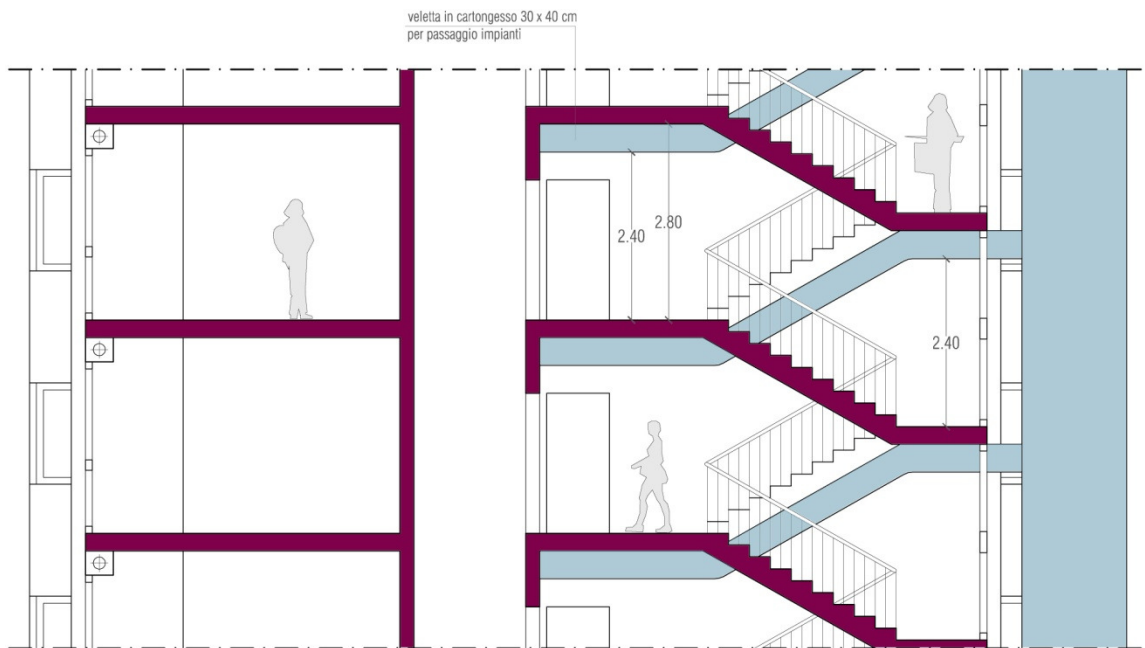 veletta in cartongesso 30 x 40 cm
per passaggio impianti
2.40
2.80
2.40